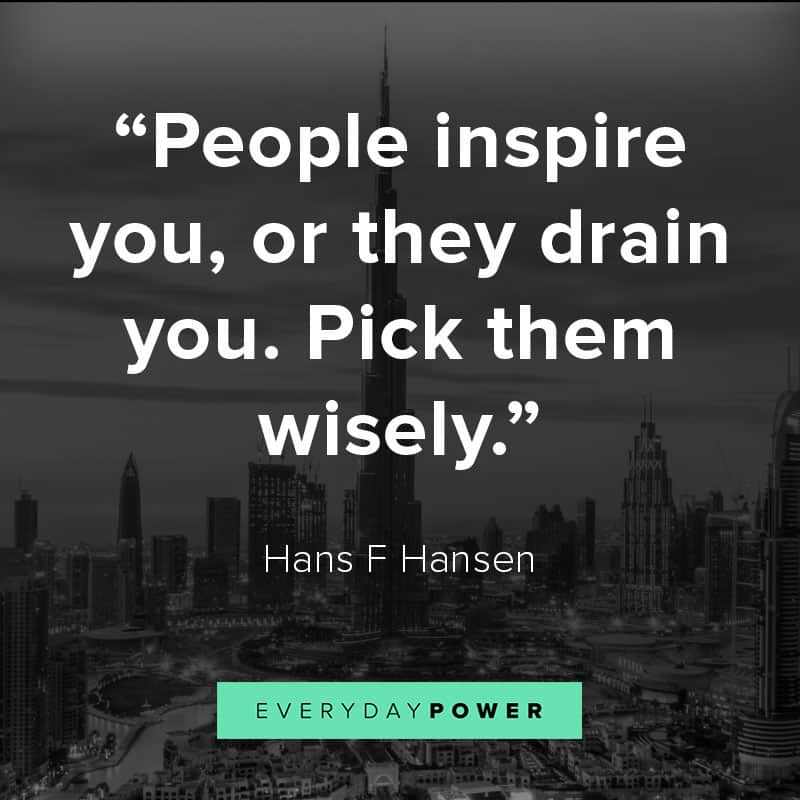 “People inspire
you, or they drain
you. Pick them
wisely.”
Hans F Hansen
EVERYDAYPOWER